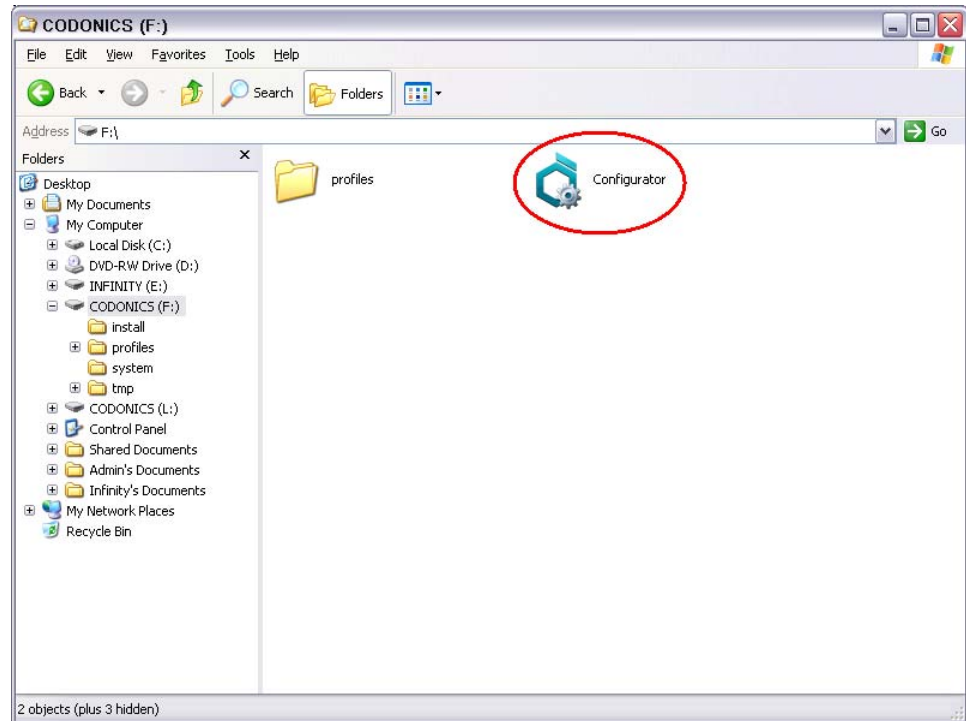 CODONICS (F:)
File Edit View Favorites Tools Help
Back Search Folders
Address F:\ Go
Folders X
profiles
Configurator
Desktop
My Documents
My Computer
Local Disk (C:)
DVD-RW Drive (D:)
INFINITY (E:)
CODONICS (F:)
install
profiles
system
tmp
CODONICS (L:)
Control Panel
Shared Documents
Admin's Documents
Infinity's Documents
My Network Places
Recycle Bin
2 objects (plus 3 hidden)